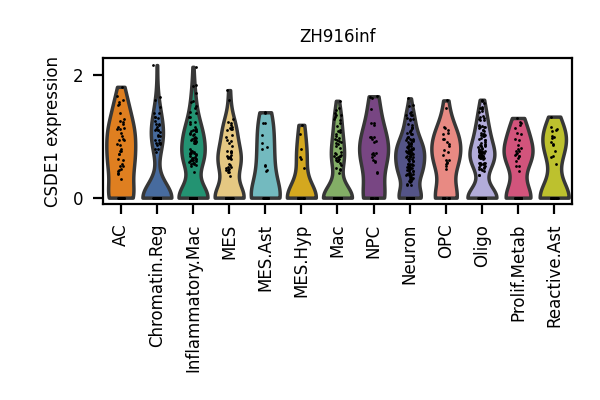 ZH916inf
CSDE1 expression
2
0
AC
Chromatin.Reg
Inflammatory.Mac
MES
MES.Ast
MES.Hyp
Mac
NPC
Neuron
OPC
Oligo
Prolif.Metab
Reactive.Ast